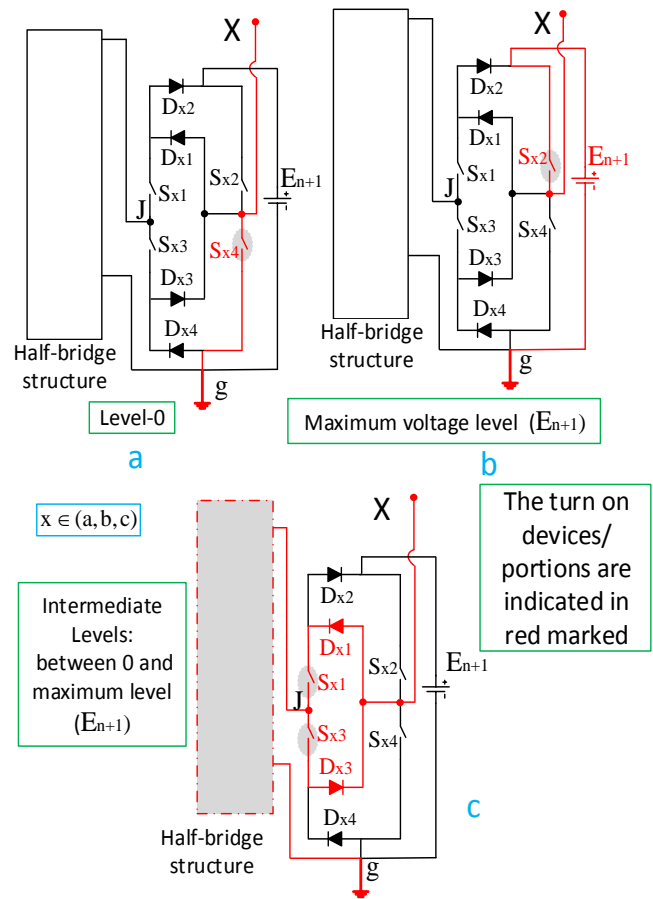 X
Dx2
Dx1
Sx1
Sx2
En+1
J
Sx3
Sx4
Dx3
Dx4
Half-bridge
structure
g
Level-0
a
X
Dx2
Dx1
Sx2
En+1
Sx1
J
Sx3
Sx4
Dx3
Dx4
Half-bridge
structure
g
Maximum voltage level (En+1)
b
x ∈ (a, b, c)
Intermediate
Levels:
between 0 and
maximum level
(En+1)
X
Dx2
Dx1
Sx1
Sx2
En+1
J
Sx3
Sx4
Dx3
Dx4
Half-bridge
structure
g
c
The turn on
devices/
portions are
indicated in
red marked